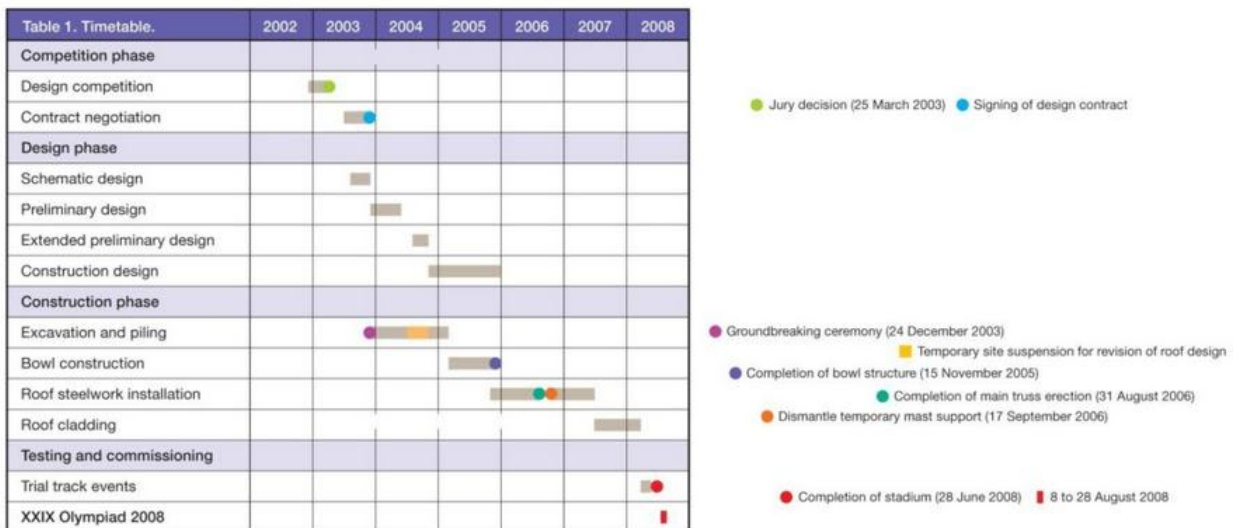 Table 1. Timetable. 2002 2003 2004 2005 2006 2007 2008
Competition phase
Design competition
Jury decision (25 March 2003) Signing of design contract
Contract negotiation
Design phase
Schematic design
Preliminary design
Extended preliminary design
Construction design
Construction phase
Excavation and piling
Groundbreaking ceremony (24 December 2003)
Temporary site suspension for revision of roof design
Bowl construction
Completion of bowl structure (15 November 2005)
Roof steelwork installation
Completion of main truss erection (31 August 2006)
Dismantle temporary mast support (17 September 2006)
Roof cladding
Testing and commissioning
Trial track events
Completion of stadium (28 June 2008) 8 to 28 August 2008
XXIX Olympiad 2008